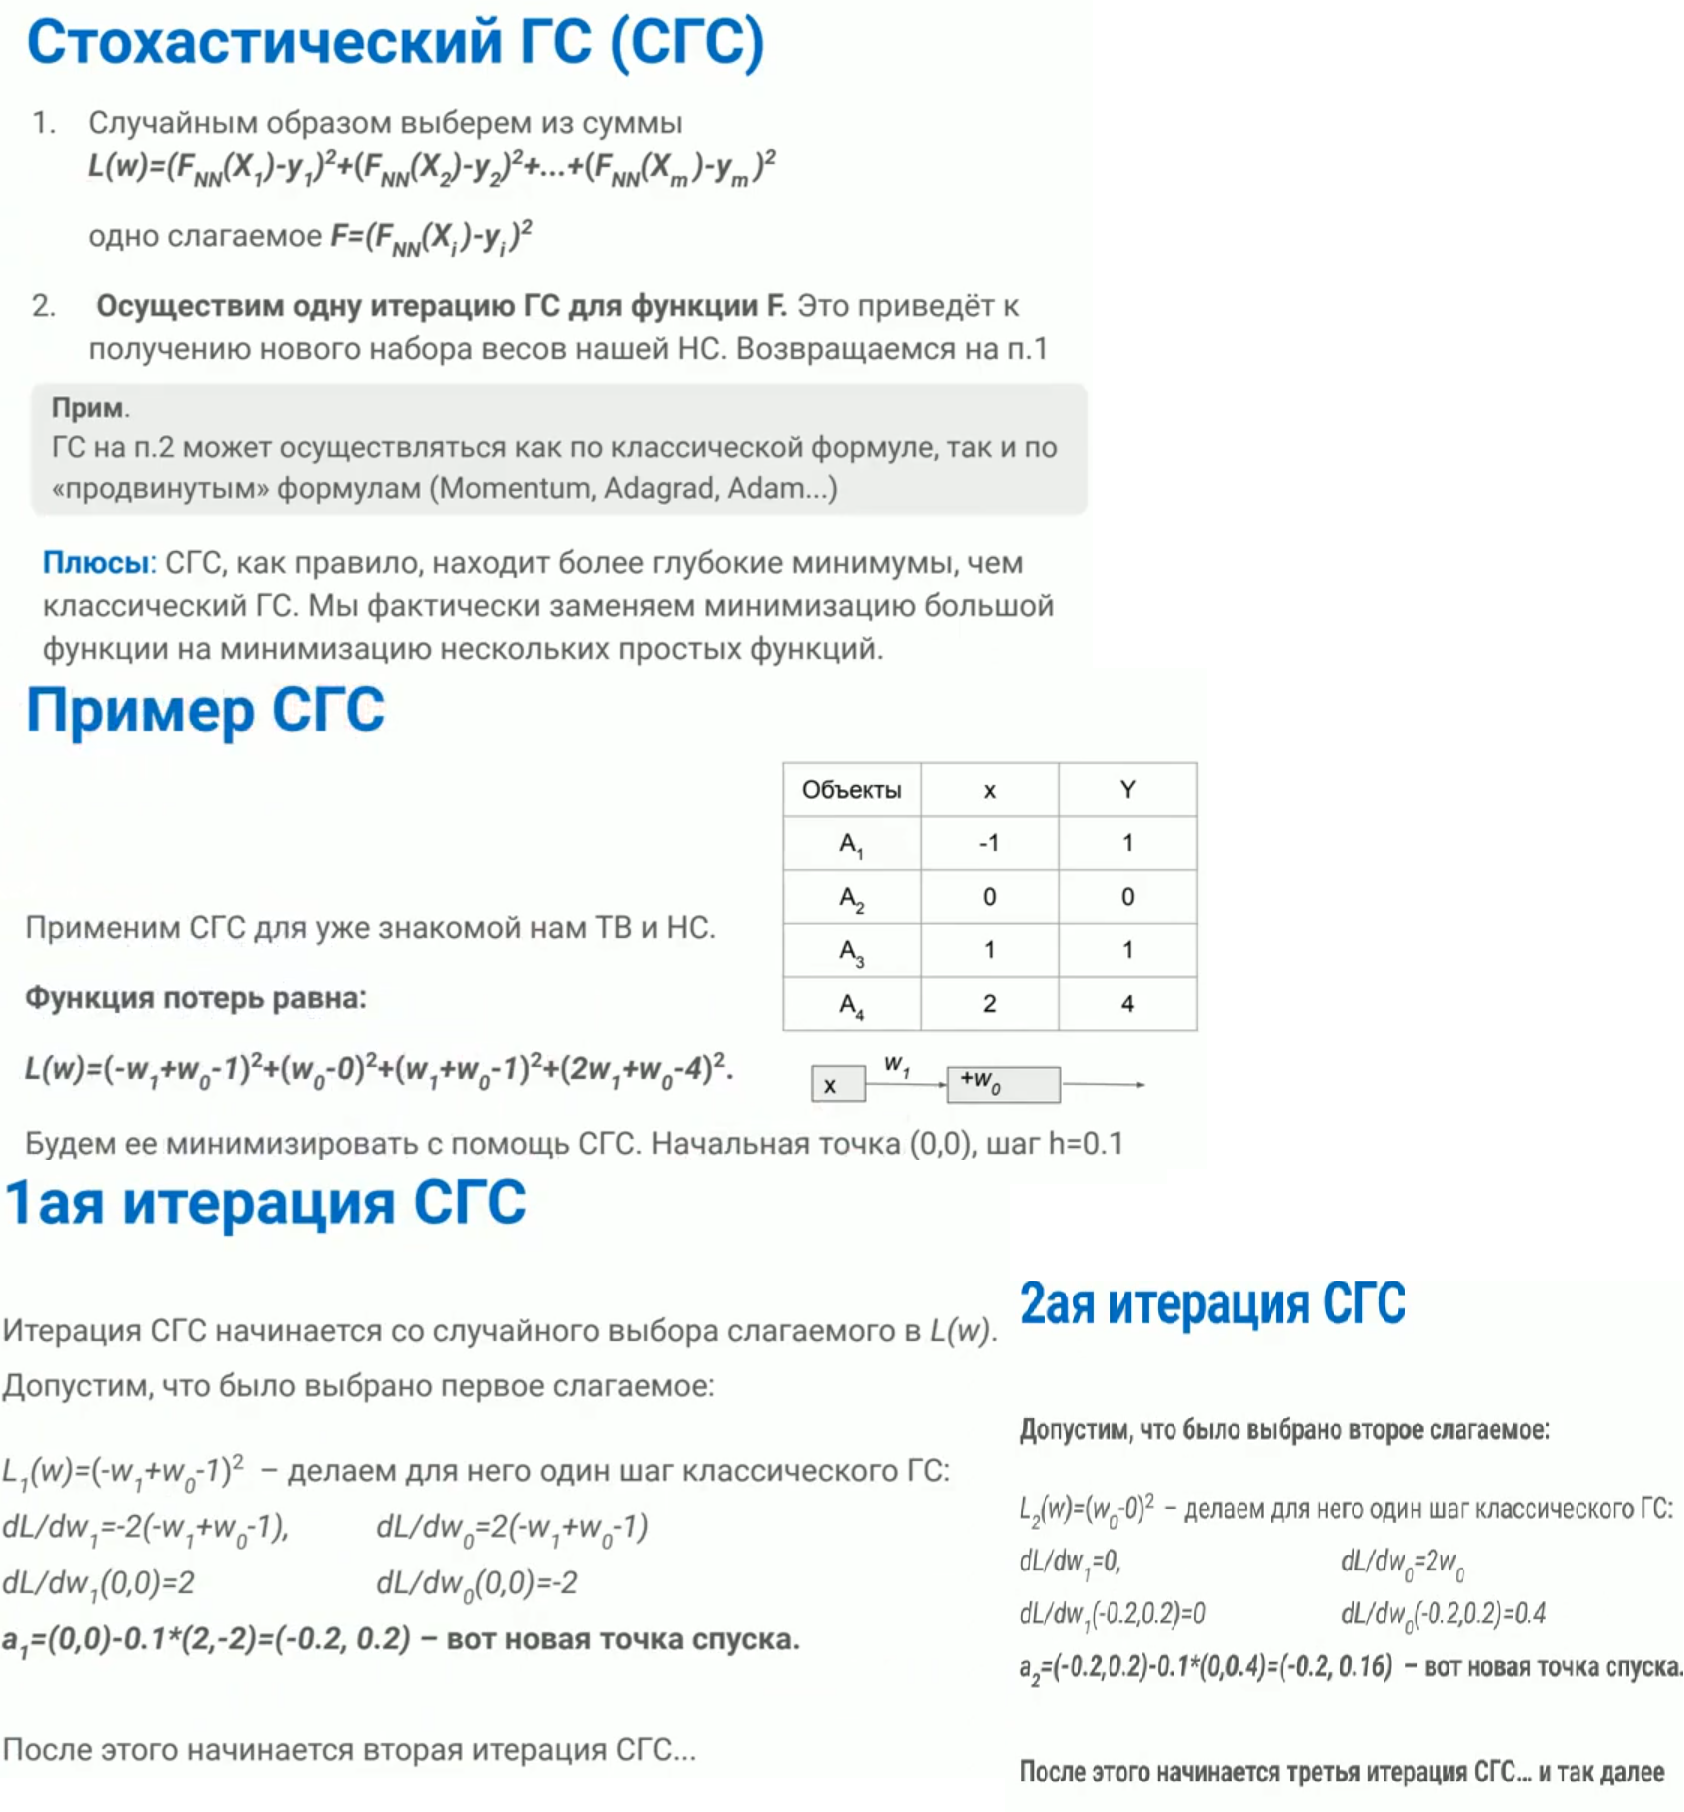 Стохастический ГС (СГС)
1. Случайным образом выберем из суммы
L(w)=(F_NN(X_1)-y_1)²+(F_NN(X_2)-y_2)²+...+(F_NN(X_m)-y_m)²
одно слагаемое F=(F_NN(X_i)-y_i)²
2. Осуществим одну итерацию ГС для функции F. Это приведёт к
получению нового набора весов нашей НС. Возвращаемся на п.1
Прим.
ГС на п.2 может осуществляться как по классической формуле, так и по
«продвинутым» формулам (Momentum, Adagrad, Adam...)
Плюсы: СГС, как правило, находит более глубокие минимумы, чем
классический ГС. Мы фактически заменяем минимизацию большой
функции на минимизацию нескольких простых функций.
Пример СГС
Объекты x Y
A_1 -1 1
A_2 0 0
A_3 1 1
A_4 2 4
Применим СГС для уже знакомой нам ТВ и НС.
Функция потерь равна:
L(w)=(-w_1+w_0-1)²+(w_0-0)²+(w_1+w_0-1)²+(2w_1+w_0-4)².
x w_1 +w_0
Будем ее минимизировать с помощь СГС. Начальная точка (0,0), шаг h=0.1
1ая итерация СГС
Итерация СГС начинается со случайного выбора слагаемого в L(w).
Допустим, что было выбрано первое слагаемое:
L_1(w)=(-w_1+w_0-1)² – делаем для него один шаг классического ГС:
dL/dw_1=-2(-w_1+w_0-1), dL/dw_0=2(-w_1+w_0-1)
dL/dw_1(0,0)=2 dL/dw_0(0,0)=-2
a_1=(0,0)-0.1*(2,-2)=(-0.2, 0.2) – вот новая точка спуска.
После этого начинается вторая итерация СГС...
2ая итерация СГС
Допустим, что было выбрано второе слагаемое:
L_2(w)=(w_0-0)² – делаем для него один шаг классического ГС:
dL/dw_1=0, dL/dw_0=2w_0
dL/dw_1(-0.2,0.2)=0 dL/dw_0(-0.2,0.2)=0.4
a_2=(-0.2,0.2)-0.1*(0,0.4)=(-0.2, 0.16) – вот новая точка спуска.
После этого начинается третья итерация СГС... и так далее